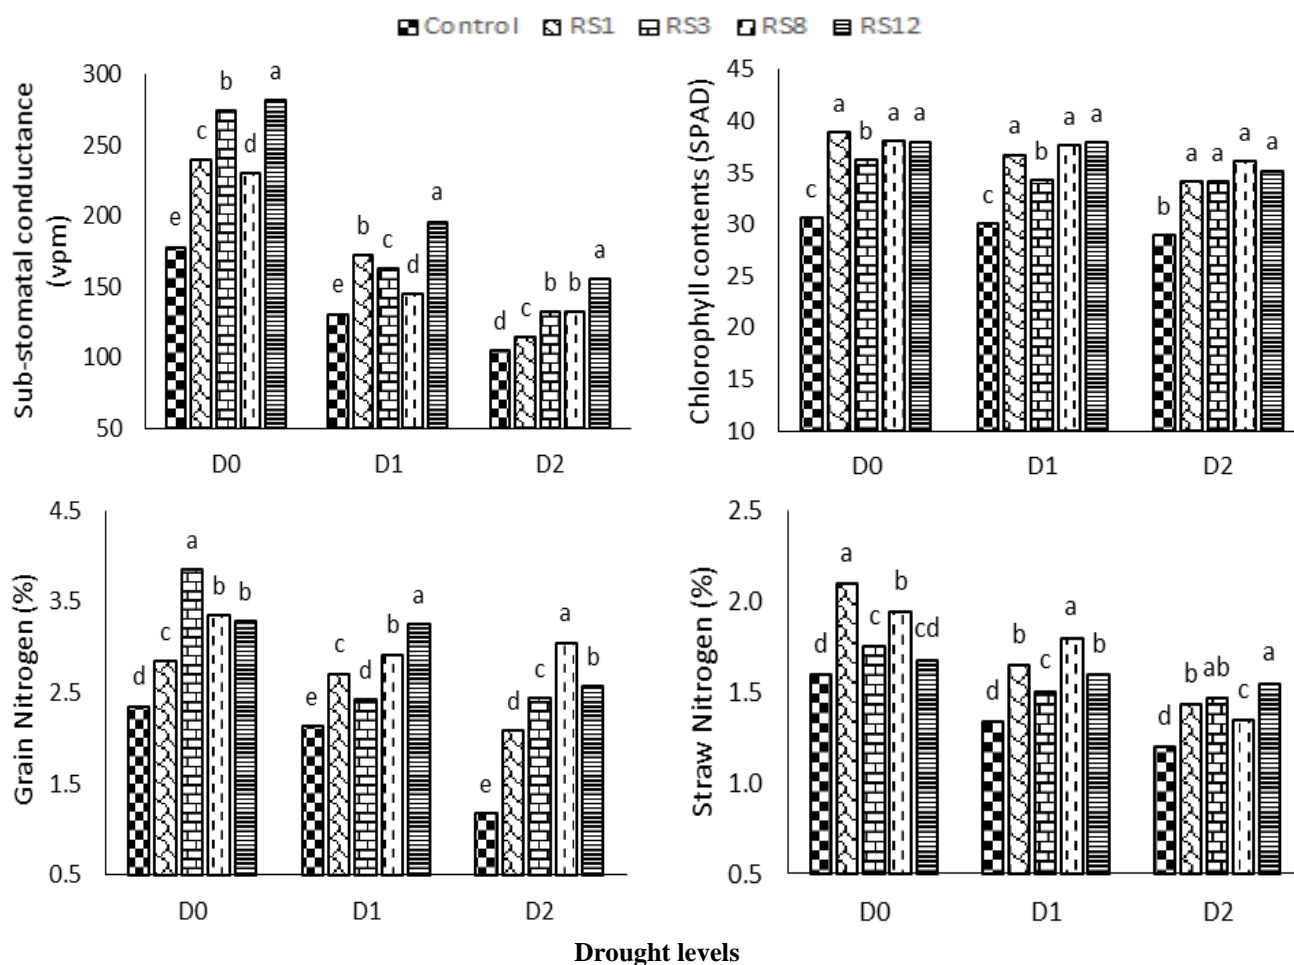 Control RS1 RS3 RS8 RS12
Sub-stomatal conductance
(vpm)
300
250
200
150
100
50
e c b d a
e b c d a
d c b b a
D0 D1 D2
Chlorophyll contents (SPAD)
45
40
35
30
25
20
15
10
c a b a a
c a b a a
b a a a a
D0 D1 D2
Grain Nitrogen (%)
4.5
3.5
2.5
1.5
0.5
d c a b b
e c d b a
e d c a b
D0 D1 D2
Straw Nitrogen (%)
2.5
2.0
1.5
1.0
0.5
d a c b cd
d b c a b
d b ab c a
D0 D1 D2
Drought levels